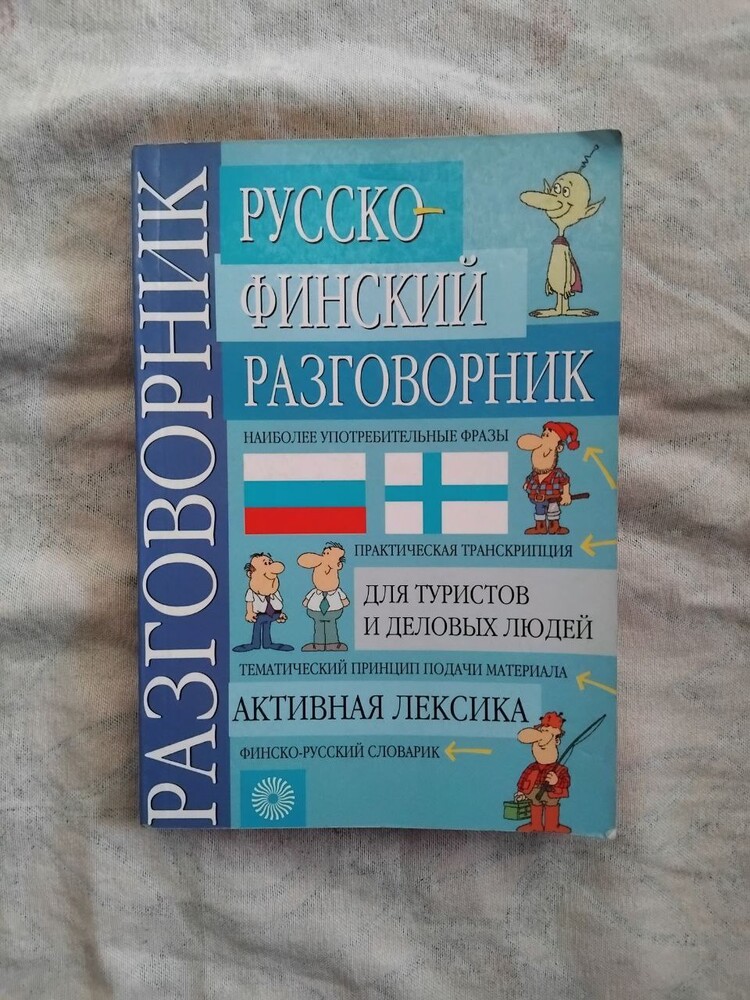 РАЗГОВОРНИК
РУССКО-
ФИНСКИЙ
РАЗГОВОРНИК
НАИБОЛЕЕ УПОТРЕБИТЕЛЬНЫЕ ФРАЗЫ
ПРАКТИЧЕСКАЯ ТРАНСКРИПЦИЯ
ДЛЯ ТУРИСТОВ
И ДЕЛОВЫХ ЛЮДЕЙ
ТЕМАТИЧЕСКИЙ ПРИНЦИП ПОДАЧИ МАТЕРИАЛА
АКТИВНАЯ ЛЕКСИКА
ФИНСКО-РУССКИЙ СЛОВАРИК